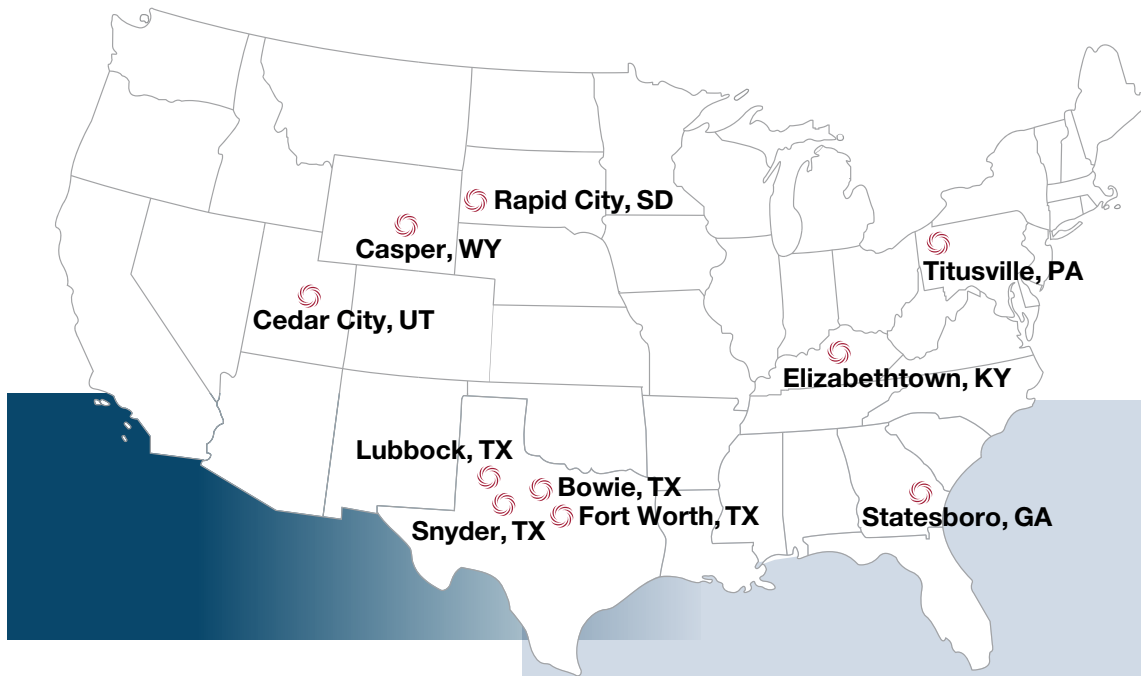 Rapid City, SD
Casper, WY
Titusville, PA
Cedar City, UT
Elizabethtown, KY
Lubbock, TX
Bowie, TX
Fort Worth, TX
Snyder, TX
Statesboro, GA